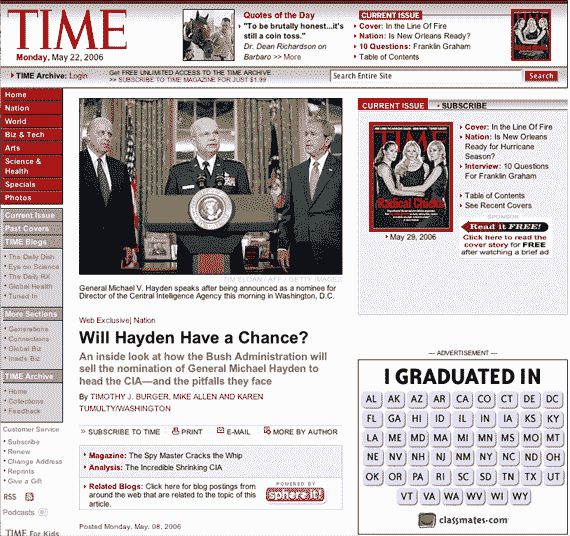 TIME
Monday, May 22, 2006
Quotes of the Day
"To be brutally honest...it's
still a coin toss."
Dr. Dean Richardson on
Barbaro >> More
CURRENT ISSUE
Cover: In the Line Of Fire
Nation: Is New Orleans Ready?
10 Questions: Franklin Graham
Table of Contents
TIME Archive: Login
GET FREE UNLIMITED ACCESS TO THE TIME ARCHIVE
>> SUBSCRIBE TO TIME MAGAZINE FOR JUST $1.99
Search Entire Site
Search
Home
Nation
World
Biz & Tech
Arts
Science &
Health
Specials
Photos
Current Issue
Past Covers
TIME Blogs
The Daily Dish
Eye on Science
The Daily RX
Global Health
Tuned In
More Sections
Generations
Connections
Global Biz
Inside Biz
TIME Archive
Home
Collections
Feedback
Customer Service
Subscribe
Renew
Change Address
Reprints
Give a Gift
RSS
Podcasts
TIME For Kids
TIM SLOAN / AFP / GETTY IMAGES
General Michael V. Hayden speaks after being announced as a nominee for
Director of the Central Intelligence Agency this morning in Washington, D.C.
Web Exclusive| Nation
Will Hayden Have a Chance?
An inside look at how the Bush Administration will
sell the nomination of General Michael Hayden to
head the CIA—and the pitfalls they face
By TIMOTHY J. BURGER, MIKE ALLEN AND KAREN
TUMULTY/WASHINGTON
SUBSCRIBE TO TIME
PRINT
E-MAIL
MORE BY AUTHOR
Magazine: The Spy Master Cracks the Whip
Analysis: The Incredible Shrinking CIA
Related Blogs: Click here for blog postings from
around the web that are related to the topic of this
article.
POWERED BY
sphere it!
Posted Monday, May. 08, 2006
CURRENT ISSUE
SUBSCRIBE
Radical Chicks
May 29, 2006
Cover: In the Line Of Fire
Nation: Is New Orleans
Ready for Hurricane
Season?
Interview: 10 Questions
For Franklin Graham
Table of Contents
See Recent Covers
SPONSOR
Read it FREE!
Click here to read the
cover story for FREE
after watching a brief ad
— ADVERTISEMENT —
I GRADUATED IN
AL AK AZ AR CA CO CT DE DC
FL GA HI ID IL IN IA KS KY
LA ME MD MA MI MN MS MO MT
NE NV NH NJ NM NY NC ND OH
OK OR PA RI SC SD TN TX UT
VT VA WA WV WI WY
classmates.com